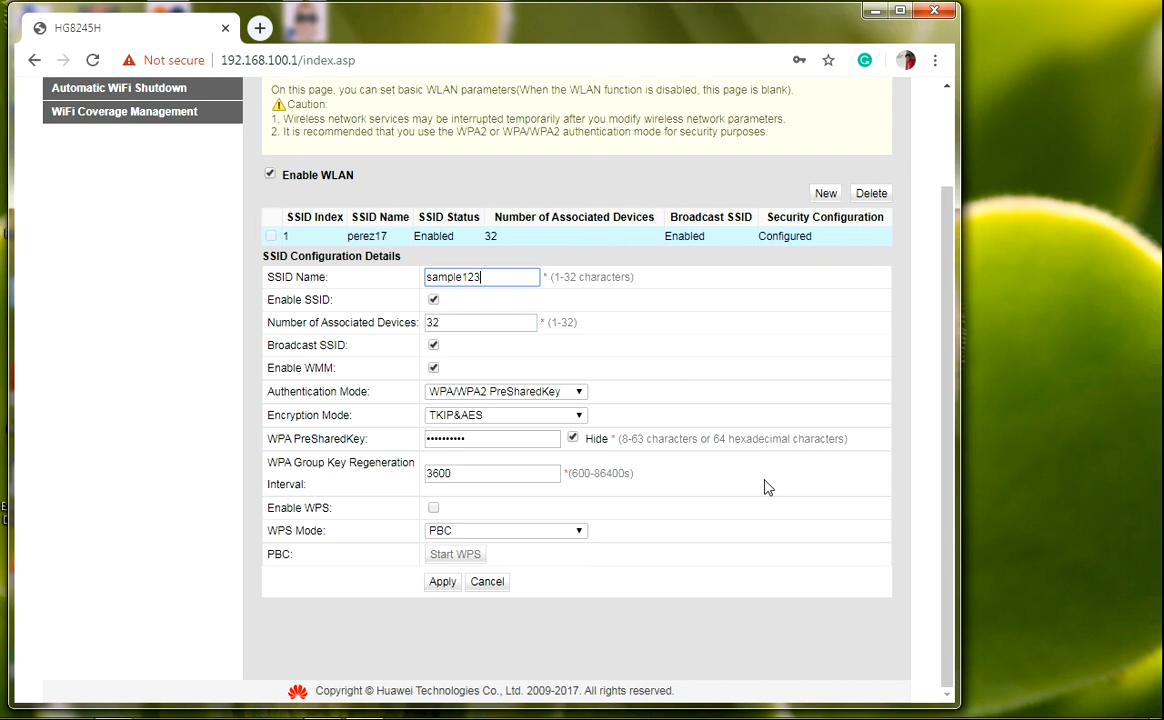 HG8245H
Not secure 192.168.100.1/index.asp
Automatic WiFi Shutdown
WiFi Coverage Management
On this page, you can set basic WLAN parameters(When the WLAN function is disabled, this page is blank).
Caution:
1. Wireless network services may be interrupted temporarily after you modify wireless network parameters.
2. It is recommended that you use the WPA2 or WPA/WPA2 authentication mode for security purposes.
Enable WLAN
New Delete
SSID Index SSID Name SSID Status Number of Associated Devices Broadcast SSID Security Configuration
1 perez17 Enabled 32 Enabled Configured
SSID Configuration Details
SSID Name: sample123 * (1-32 characters)
Enable SSID:
Number of Associated Devices: 32 * (1-32)
Broadcast SSID:
Enable WMM:
Authentication Mode: WPA/WPA2 PreSharedKey
Encryption Mode: TKIP&AES
WPA PreSharedKey: •••••••••• Hide * (8-63 characters or 64 hexadecimal characters)
WPA Group Key Regeneration
Interval: 3600 *(600-86400s)
Enable WPS:
WPS Mode: PBC
PBC: Start WPS
Apply Cancel
Copyright © Huawei Technologies Co., Ltd. 2009-2017. All rights reserved.